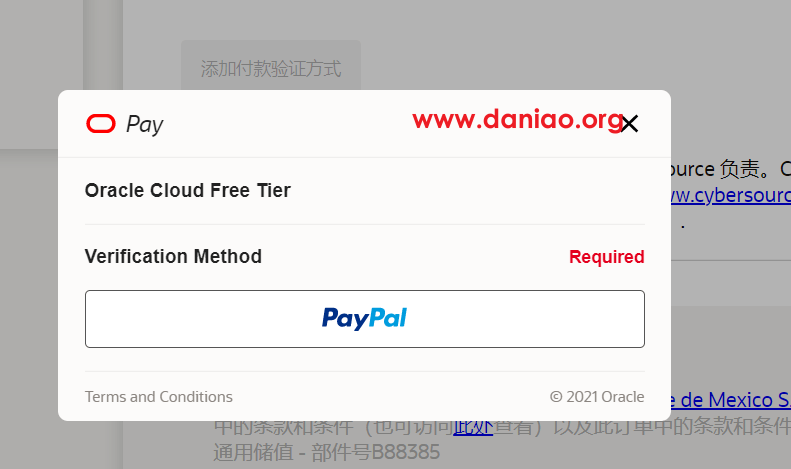 添加付款验证方式
Pay
www.daniao.org
Oracle Cloud Free Tier
ource 负责。C
w.cybersourc
.
Verification Method
Required
PayPal
Terms and Conditions
© 2021 Oracle
e de Mexico S.
中的条款和条件（也可访问此处查看）以及此订单中的条款和条件
通用储值 - 部件号B88385